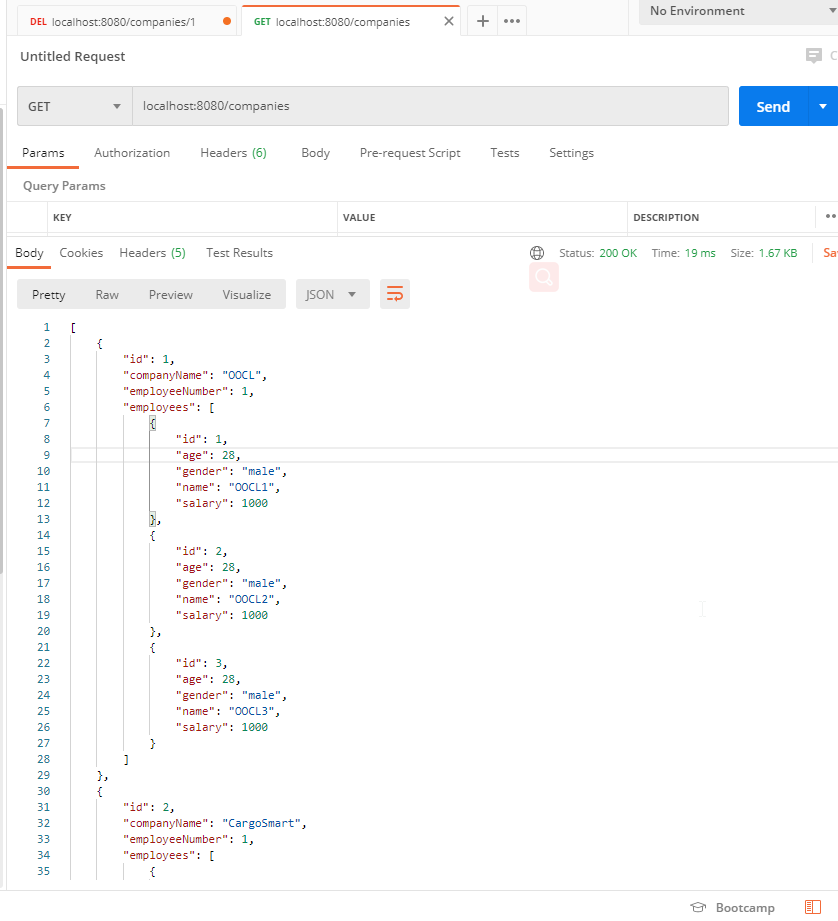 DEL localhost:8080/companies/1 GET localhost:8080/companies No Environment
Untitled Request
GET localhost:8080/companies Send
Params Authorization Headers (6) Body Pre-request Script Tests Settings
Query Params
KEY VALUE DESCRIPTION
Body Cookies Headers (5) Test Results Status: 200 OK Time: 19 ms Size: 1.67 KB
Pretty Raw Preview Visualize JSON
1 [
2 {
3 "id": 1,
4 "companyName": "OOCL",
5 "employeeNumber": 1,
6 "employees": [
7 {
8 "id": 1,
9 "age": 28,
10 "gender": "male",
11 "name": "OOCL1",
12 "salary": 1000
13 },
14 {
15 "id": 2,
16 "age": 28,
17 "gender": "male",
18 "name": "OOCL2",
19 "salary": 1000
20 },
21 {
22 "id": 3,
23 "age": 28,
24 "gender": "male",
25 "name": "OOCL3",
26 "salary": 1000
27 }
28 ]
29 },
30 {
31 "id": 2,
32 "companyName": "CargoSmart",
33 "employeeNumber": 1,
34 "employees": [
35 {
Bootcamp